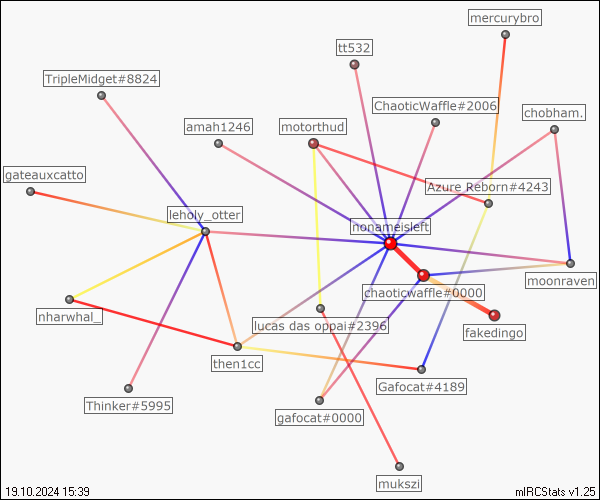 mercurybro
tt532
TripleMidget#8824
ChaoticWaffle#2006
chobham.
amah1246
motorthud
gateauxcatto
Azure Reborn#4243
leholy_otter
nonameisleft
moonraven
chaoticwaffle#0000
nharwhal_
lucas das oppai#2396
fakedingo
then1cc
Gafocat#4189
Thinker#5995
gafocat#0000
mukszi
19.10.2024 15:39
mIRCStats v1.25